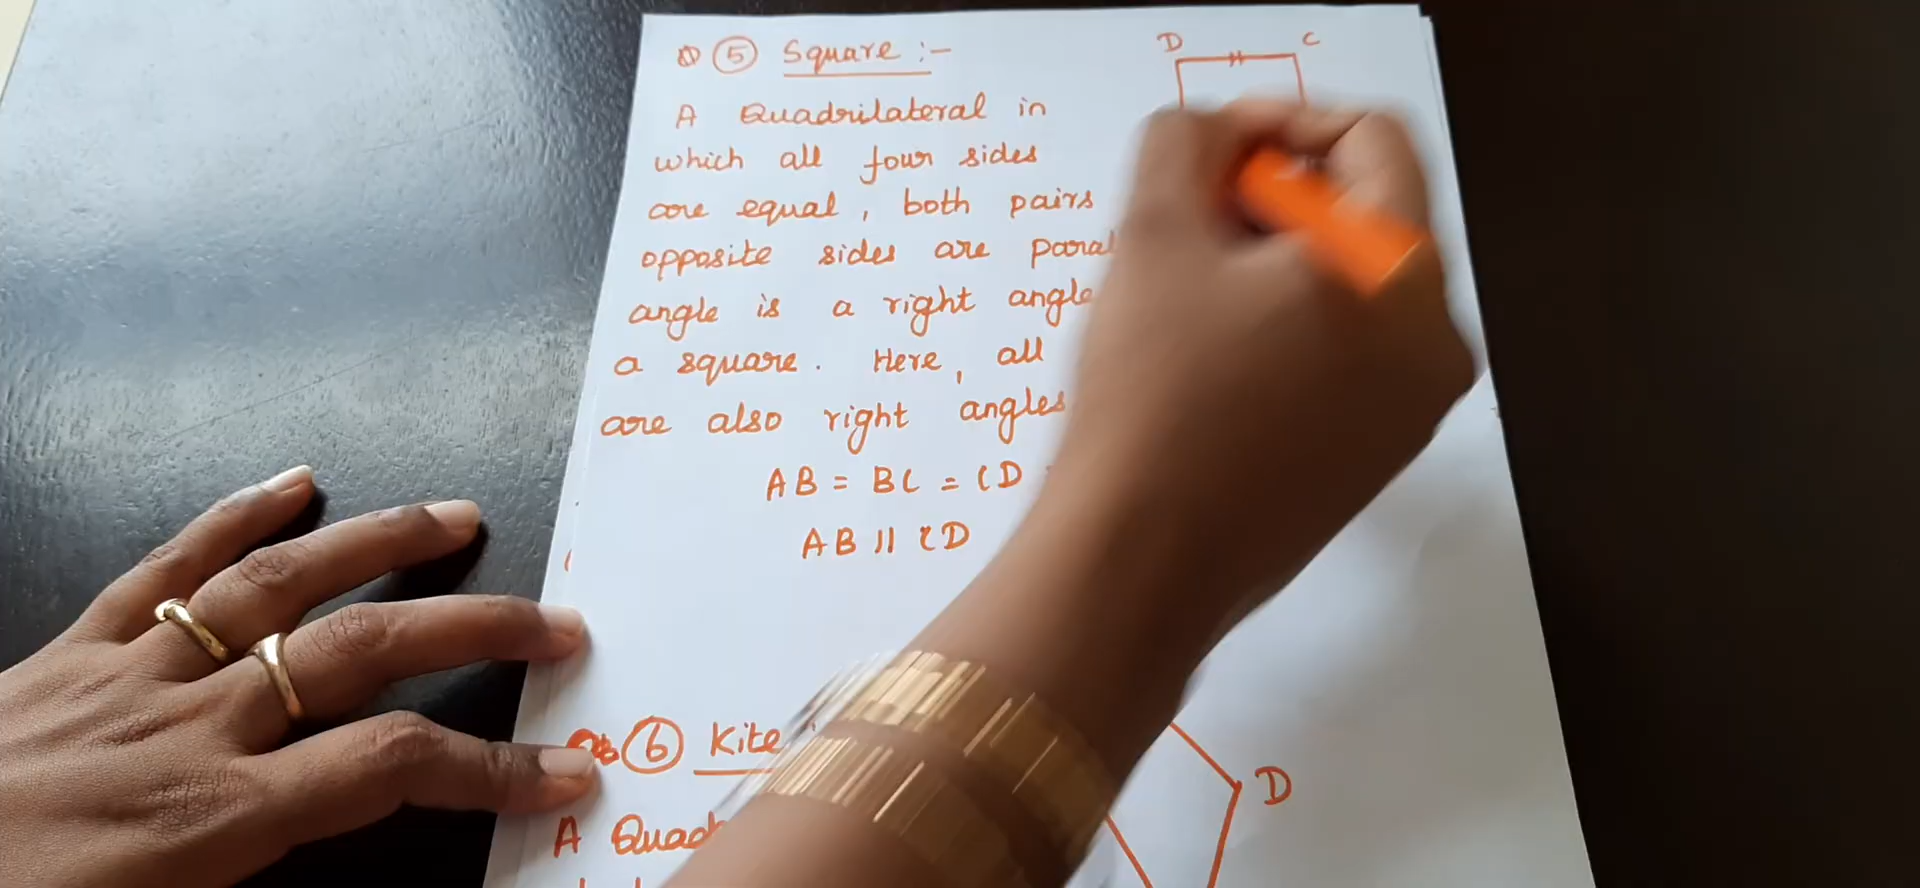 ⑤ Square :-
D C
A Quadrilateral in
which all four sides
are equal, both pairs
opposite sides are paral
angle is a right angle
a square. Here, all
are also right angles
AB = BC = CD
AB || CD
⑥ Kite
D
A Quad